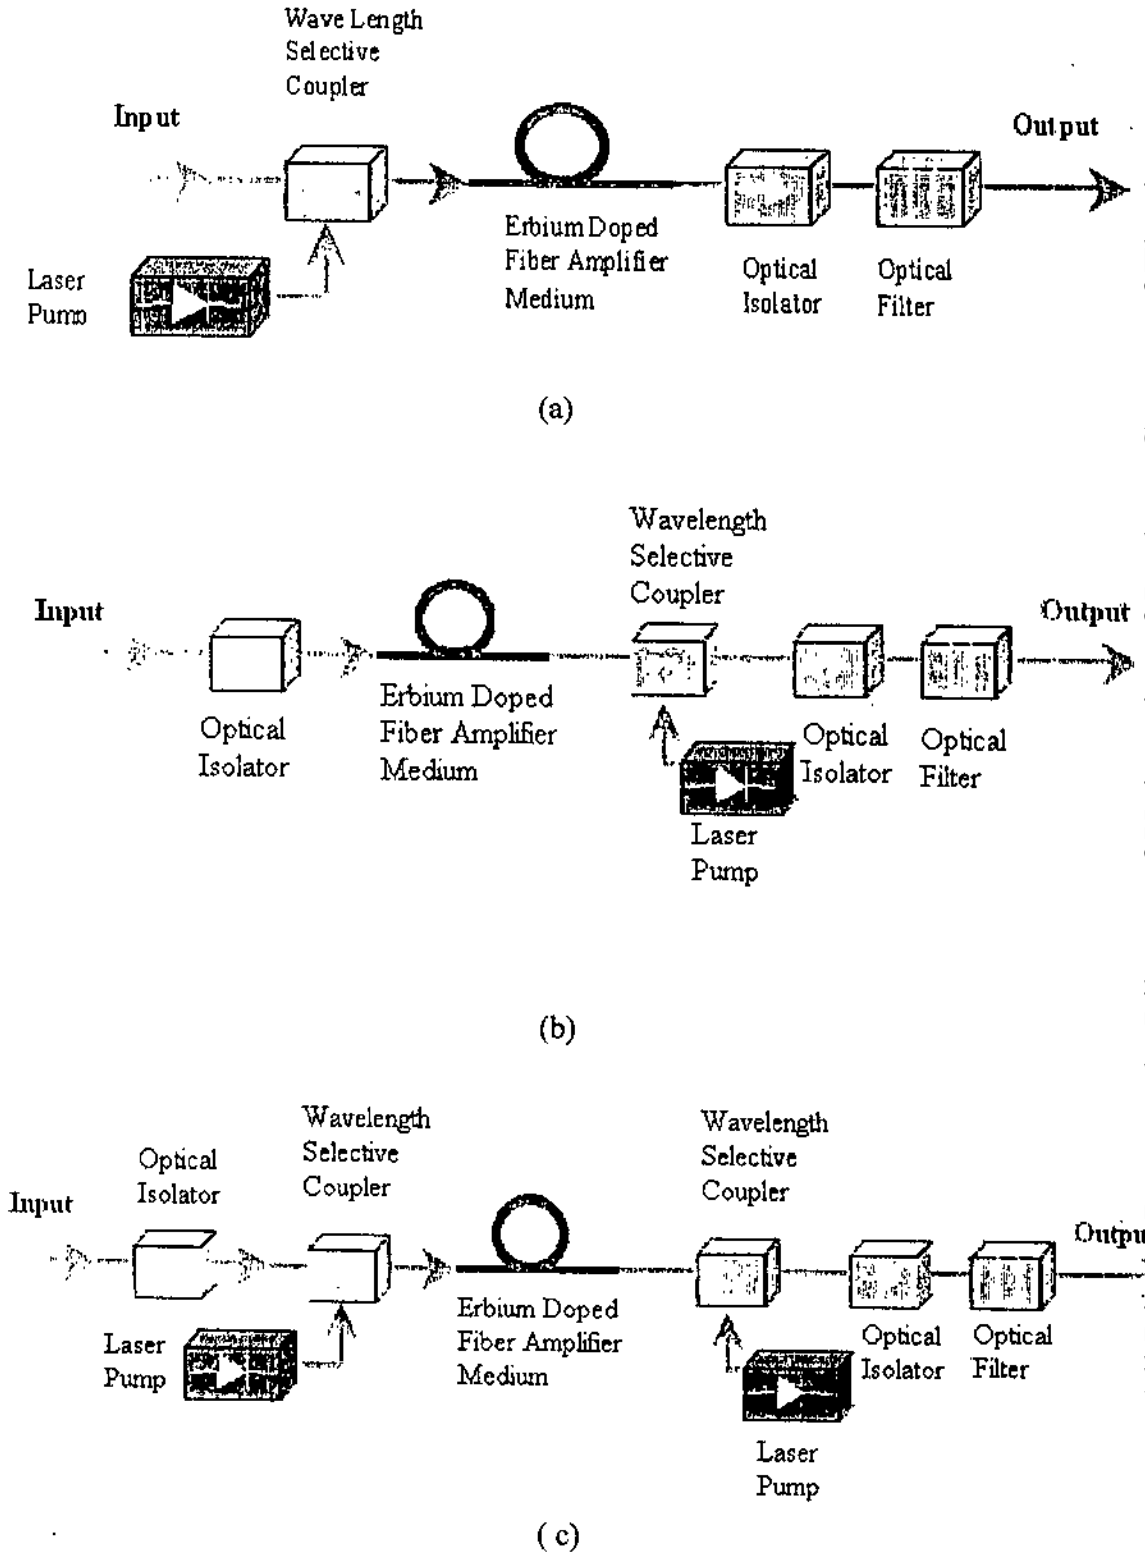 Wave Length
Selective
Coupler
Input
Output
Laser
Pump
Erbium Doped
Fiber Amplifier
Medium
Optical
Isolator
Optical
Filter
(a)
Wavelength
Selective
Coupler
Input
Output
Optical
Isolator
Erbium Doped
Fiber Amplifier
Medium
Optical
Isolator
Optical
Filter
Laser
Pump
(b)
Optical
Isolator
Wavelength
Selective
Coupler
Wavelength
Selective
Coupler
Input
Outpu
Laser
Pump
Erbium Doped
Fiber Amplifier
Medium
Optical
Isolator
Optical
Filter
Laser
Pump
( c)